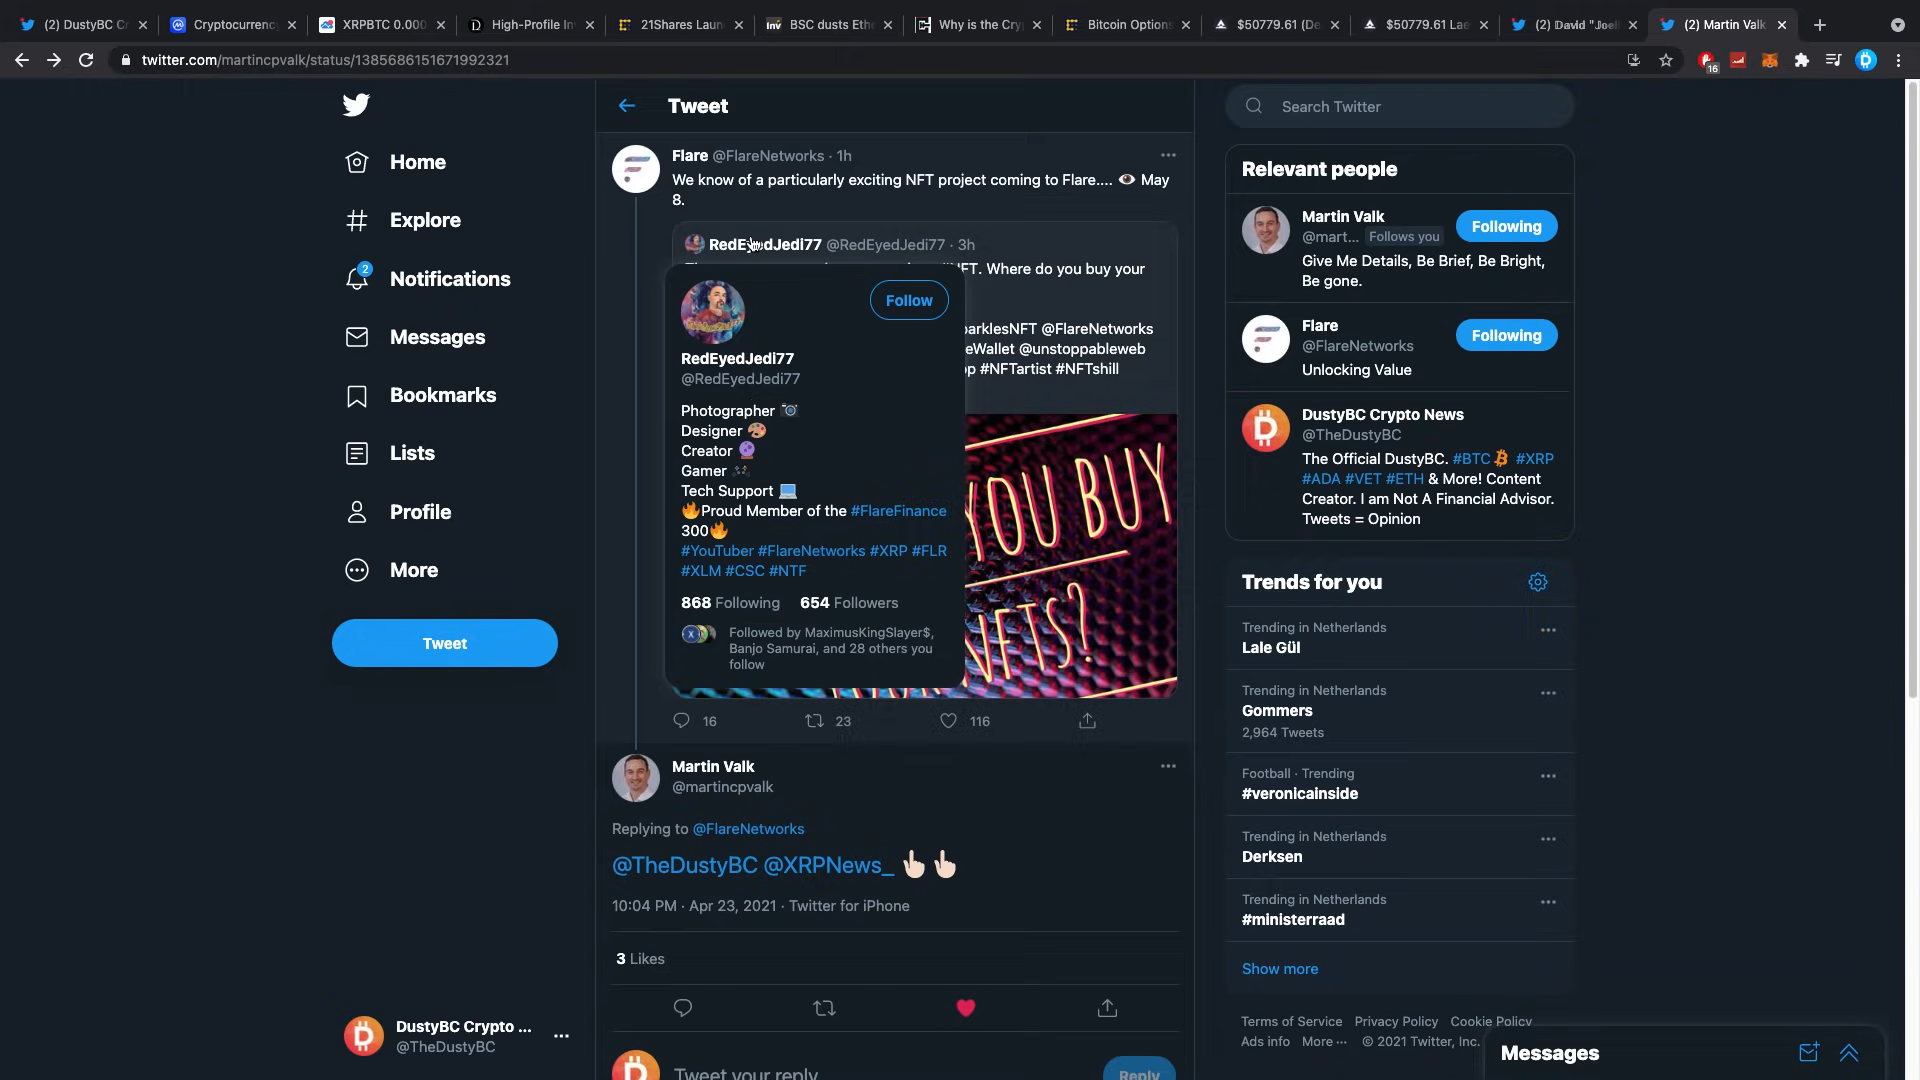 (2) DustyBC C
Cryptocurrenc
XRPBTC 0.000
High-Profile In
21Shares Laun
BSC dusts Eth
Why is the Cry
Bitcoin Option
$50779.61 (De
$50779.61 Lae
(2) David "Joel
(2) Martin Valk
twitter.com/martincpvalk/status/1385686151671992321
16
Home
Explore
2
Notifications
Messages
Bookmarks
Lists
Profile
More
Tweet
DustyBC Crypto ...
@TheDustyBC
Tweet
Flare @FlareNetworks · 1h
We know of a particularly exciting NFT project coming to Flare.... 👁 May
8.
RedEyedJedi77 @RedEyedJedi77 · 3h
NFT. Where do you buy your
parklesNFT @FlareNetworks
eWallet @unstoppableweb
#NFTartist #NFTshill
Follow
RedEyedJedi77
@RedEyedJedi77
Photographer 📷
Designer 🎨
Creator 🔮
Gamer 🎮
Tech Support 💻
🔥Proud Member of the #FlareFinance
300🔥
#YouTuber #FlareNetworks #XRP #FLR
#XLM #CSC #NTF
868 Following 654 Followers
Followed by MaximusKingSlayer$,
Banjo Samurai, and 28 others you
follow
YOU BUY
NFTS?
16 23 116
Martin Valk
@martincpvalk
Replying to @FlareNetworks
@TheDustyBC @XRPNews_ 👆🏻👆🏻
10:04 PM · Apr 23, 2021 · Twitter for iPhone
3 Likes
Tweet your reply
Reply
Search Twitter
Relevant people
Martin Valk
@mart... Follows you
Following
Give Me Details, Be Brief, Be Bright,
Be gone.
Flare
@FlareNetworks
Following
Unlocking Value
DustyBC Crypto News
@TheDustyBC
The Official DustyBC. #BTC #XRP
#ADA #VET #ETH & More! Content
Creator. I am Not A Financial Advisor.
Tweets = Opinion
Trends for you
Trending in Netherlands
Lale Gül
Trending in Netherlands
Gommers
2,964 Tweets
Football · Trending
#veronicainside
Trending in Netherlands
Derksen
Trending in Netherlands
#ministerraad
Show more
Terms of Service Privacy Policy Cookie Policy
Ads info More ··· © 2021 Twitter, Inc.
Messages